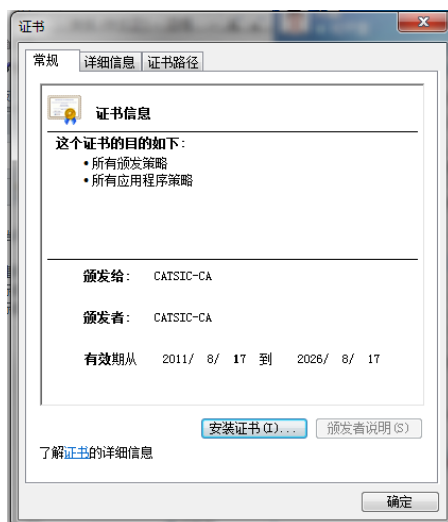 证书
常规 详细信息 证书路径
证书信息
这个证书的目的如下:
•所有颁发策略
•所有应用程序策略
颁发给: CATSIC-CA
颁发者: CATSIC-CA
有效期从 2011/ 8/ 17 到 2026/ 8/ 17
安装证书(I)... 颁发者说明(S)
了解证书的详细信息
确定